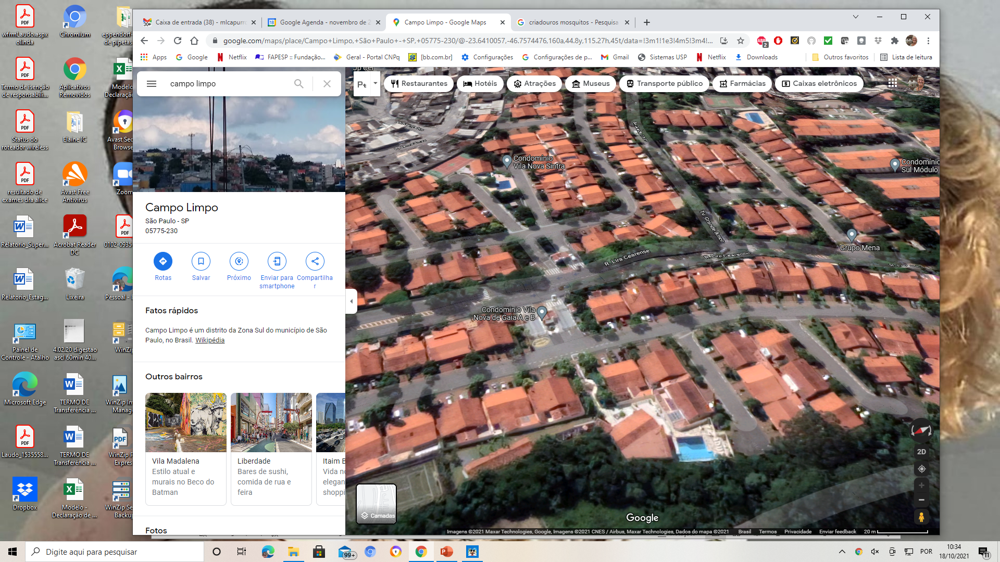 wfrmLaudo.aspx
olinda
Chromium
eppendorf-
de pipetas
Termo de isenção
de responsabili...
Aplicativos
Removidos
Modelo
Declaração
Status do
roteador wireless
Elaine IC
Avast Sec
Browse
resultado de
exames dra alice
Avast Free
Antivirus
Zoom
Relatorio_Super...
Acrobat Reader
DC
0102-0935
Relatorio_Estag...
Lixeira
Pessoal -
Painel de
Controle - Atalho
4.02.20 digestao
ascl 60min 40...
WinZip
Microsoft Edge
TERMO DE
Transferência ...
WinZip Im
Manag
Laudo_1535558...
TERMO DE
Transferência ...
WinZip P
Expres
Dropbox
Modelo -
Declaração de ...
WinZip Se
Backu
Caixa de entrada (38) - mlcapurr
Google Agenda - novembro de 2
Campo Limpo - Google Maps
criadouros mosquitos - Pesquisa
google.com/maps/place/Campo+Limpo,+São+Paulo+-+SP,+05775-230/@-23.6410057,-46.7574476,160a,44.8y,115.27h,45t/data=!3m1!1e3!4m5!3m4!...
Apps
Google
Netflix
FAPESP :: Fundação...
Geral - Portal CNPq
[bb.com.br]
Configurações
Configurações de p...
Gmail
Sistemas USP
Netflix
Downloads
Outros favoritos
Lista de leitura
campo limpo
Restaurantes
Hotéis
Atrações
Museus
Transporte público
Farmácias
Caixas eletrônicos
Campo Limpo
São Paulo - SP
05775-230
Rotas
Salvar
Próximo
Enviar para
smartphone
Compartilha
r
Fatos rápidos
Campo Limpo é um distrito da Zona Sul do município de São
Paulo, no Brasil. Wikipédia
Outros bairros
Vila Madalena
Estilo atual e
murais no Beco do
Batman
Liberdade
Bares de sushi,
comida de rua e
feira
Itaim B
Vida no
elegan
shoppi
Fotos
Condomínio
Vila Nova Sintra
Condomínio
Sul Módulo
Tv. Grande Amor
Grupo Mena
R. Lira Cearense
R. Lira Cearense
Condomínio Vila
Nova de Gaia A e B
2D
Camadas
Google
Imagens ©2021 Maxar Technologies, Google, Imagens ©2021 CNES / Airbus, Maxar Technologies, Dados do mapa ©2021
Brasil
Termos
Privacidade
Enviar feedback
20 m
Digite aqui para pesquisar
99+
POR
10:34
18/10/2021
11